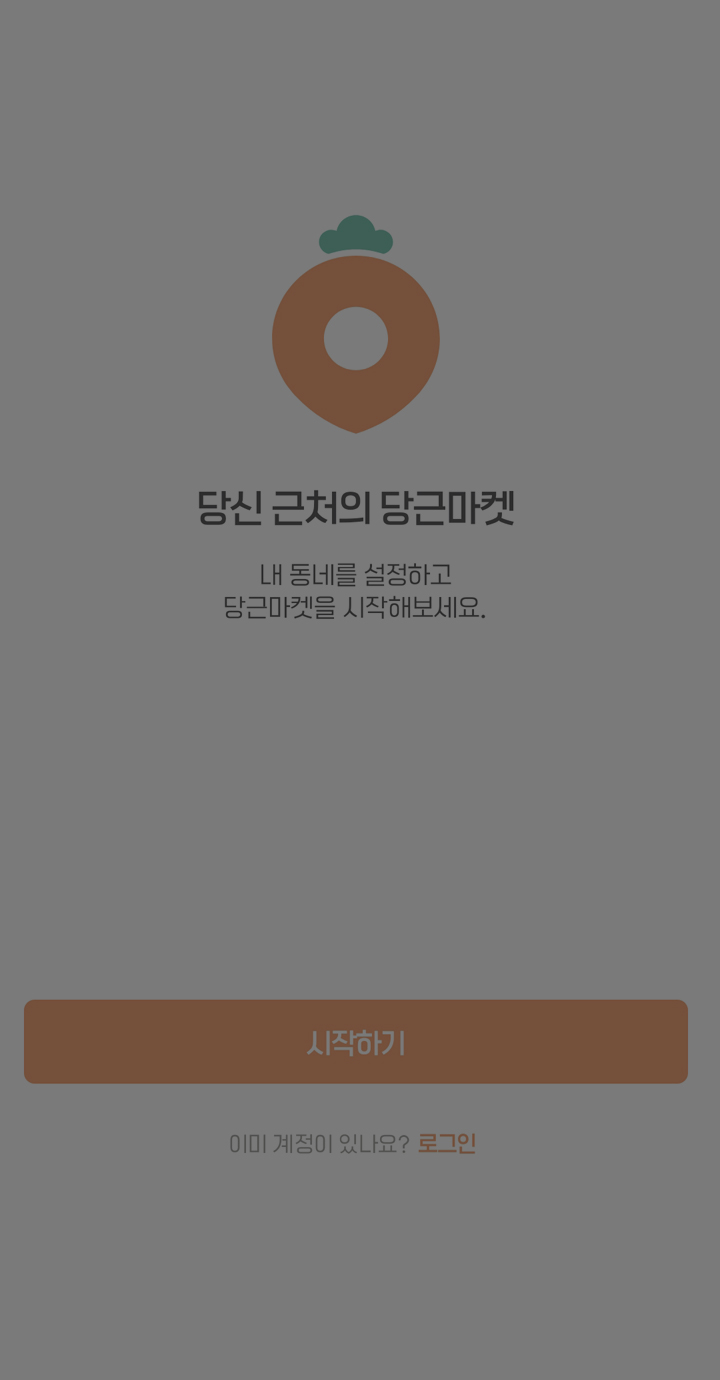 당신 근처의 당근마켓
내 동네를 설정하고
당근마켓을 시작해보세요.
시작하기
이미 계정이 있나요? 로그인